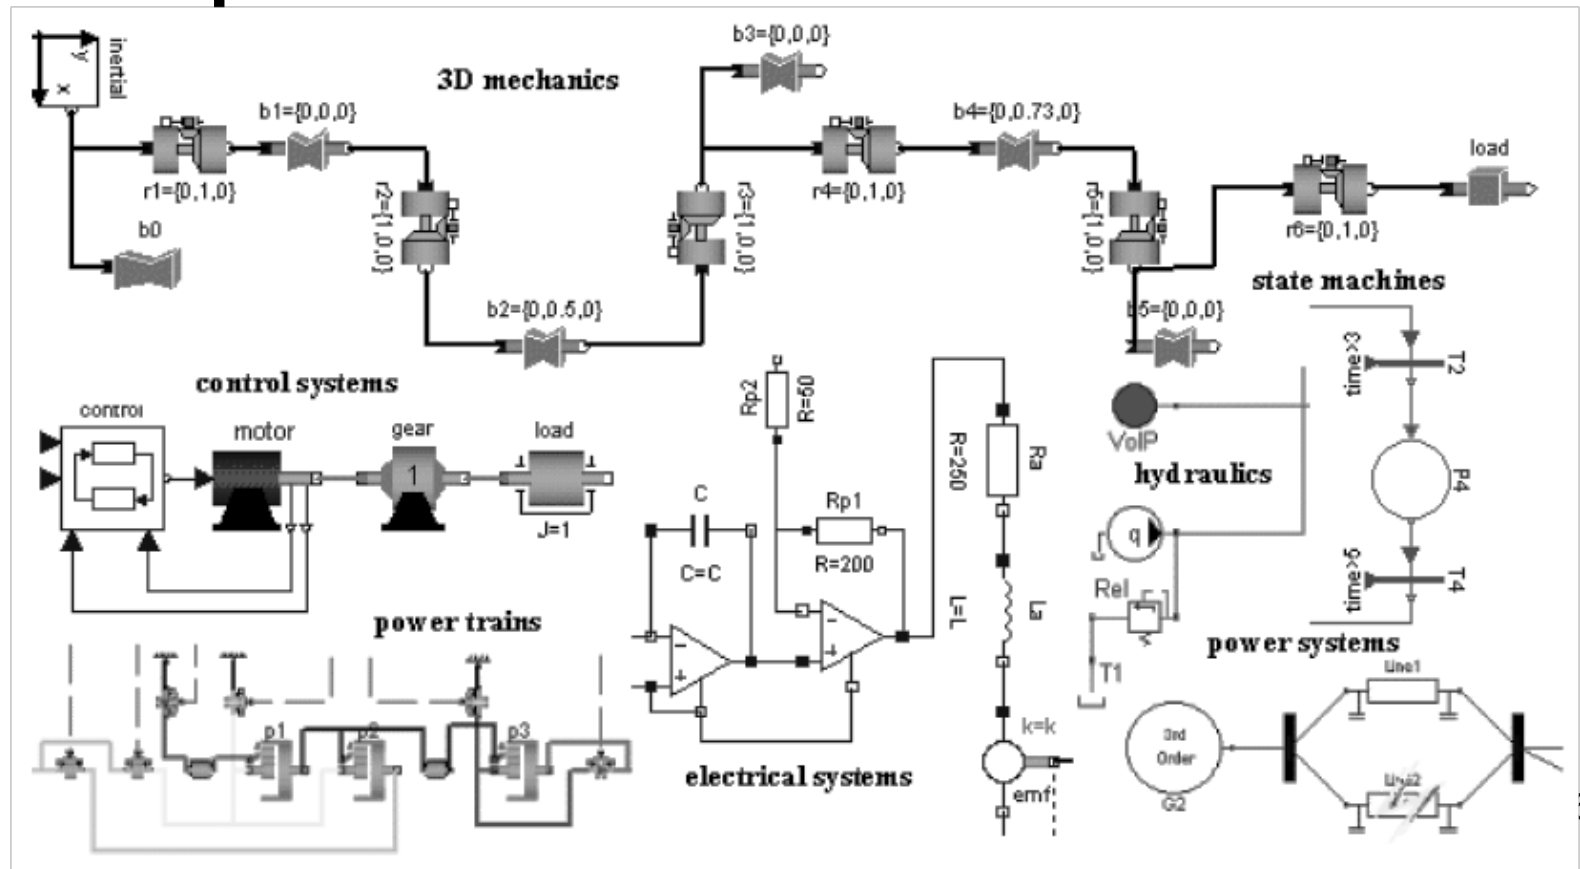 inertial
y
x
3D mechanics
b3={0,0,0}
b1={0,0,0}
b4={0,0.73,0}
r1={0,1,0}
r2={1,0,0}
r3={1,0,0}
r4={0,1,0}
r5={1,0,0}
load
r6={0,1,0}
b0
b2={0,0.5,0}
b5={0,0,0}
state machines
control systems
control
motor
gear
load
1
J=1
Rp2
R=50
C
C=C
Rp1
R=200
-
+
-
+
R=250
Ra
L=L
La
k=k
emf
electrical systems
VolP
hydraulics
q
Rel
T1
time>3
T2
P4
time>5
T4
power trains
p1
p2
p3
power systems
Line1
Order
G2
Line2